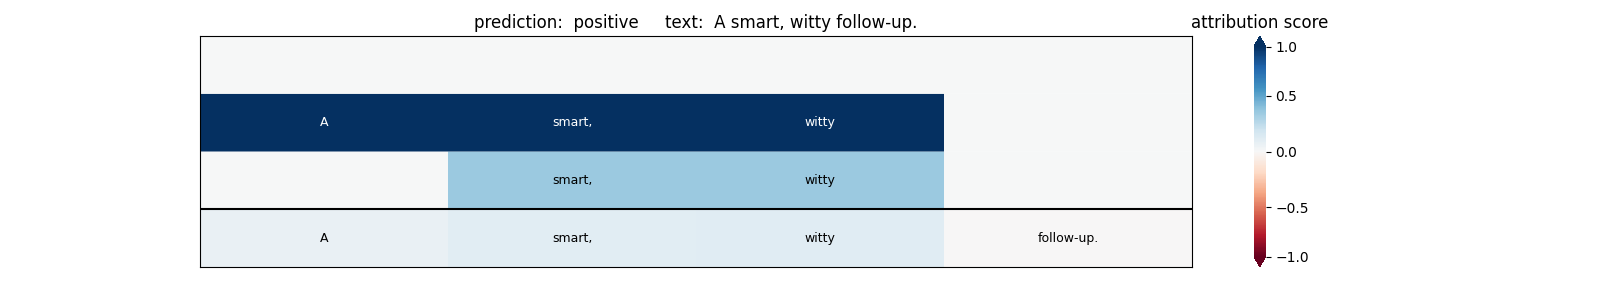 prediction:  positive     text:  A smart, witty follow-up.
attribution score
A smart, witty
smart, witty
A smart, witty follow-up.
1.0
0.5
0.0
−0.5
−1.0